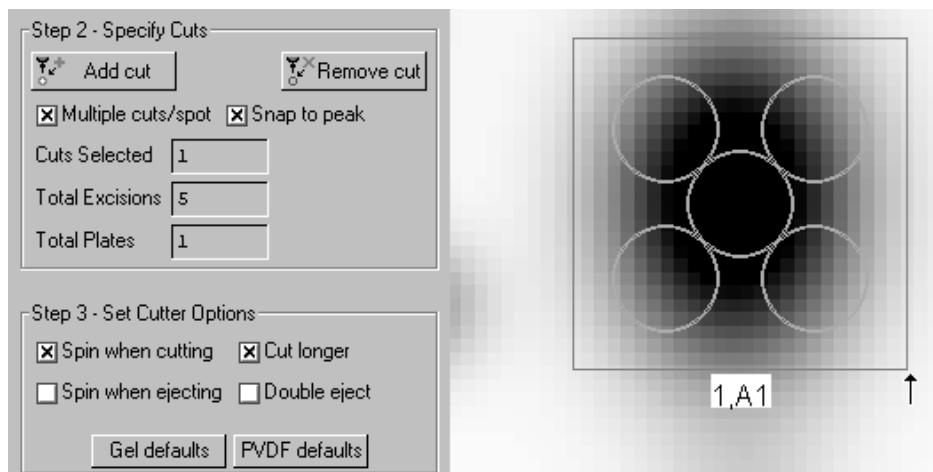 Step 2 - Specify Cuts
Add cut Remove cut
Multiple cuts/spot Snap to peak
Cuts Selected 1
Total Excisions 5
Total Plates 1
Step 3 - Set Cutter Options
Spin when cutting Cut longer
Spin when ejecting Double eject
Gel defaults PVDF defaults
1,A1